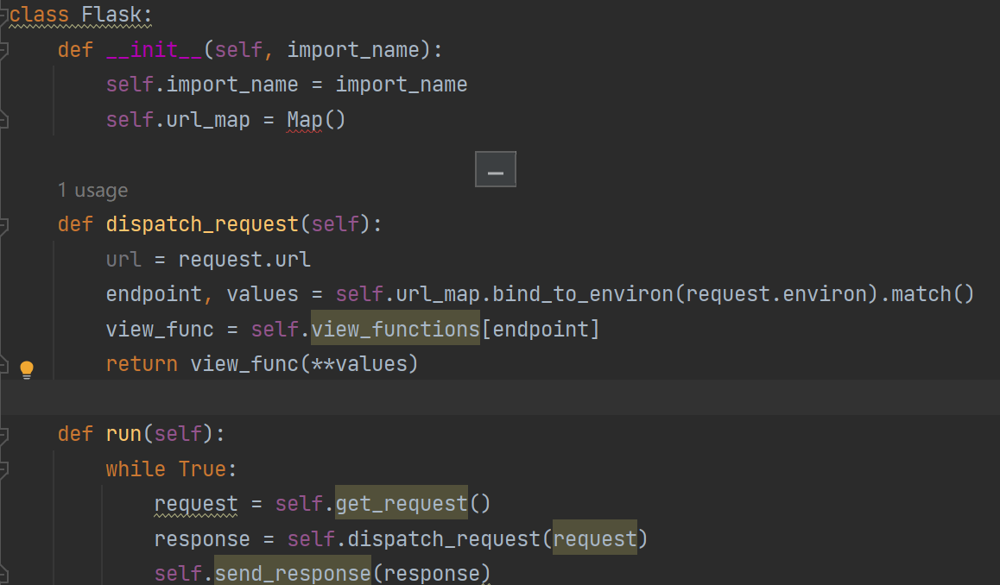 class Flask:
def __init__(self, import_name):
self.import_name = import_name
self.url_map = Map()
1 usage
def dispatch_request(self):
url = request.url
endpoint, values = self.url_map.bind_to_environ(request.environ).match()
view_func = self.view_functions[endpoint]
return view_func(**values)
def run(self):
while True:
request = self.get_request()
response = self.dispatch_request(request)
self.send_response(response)